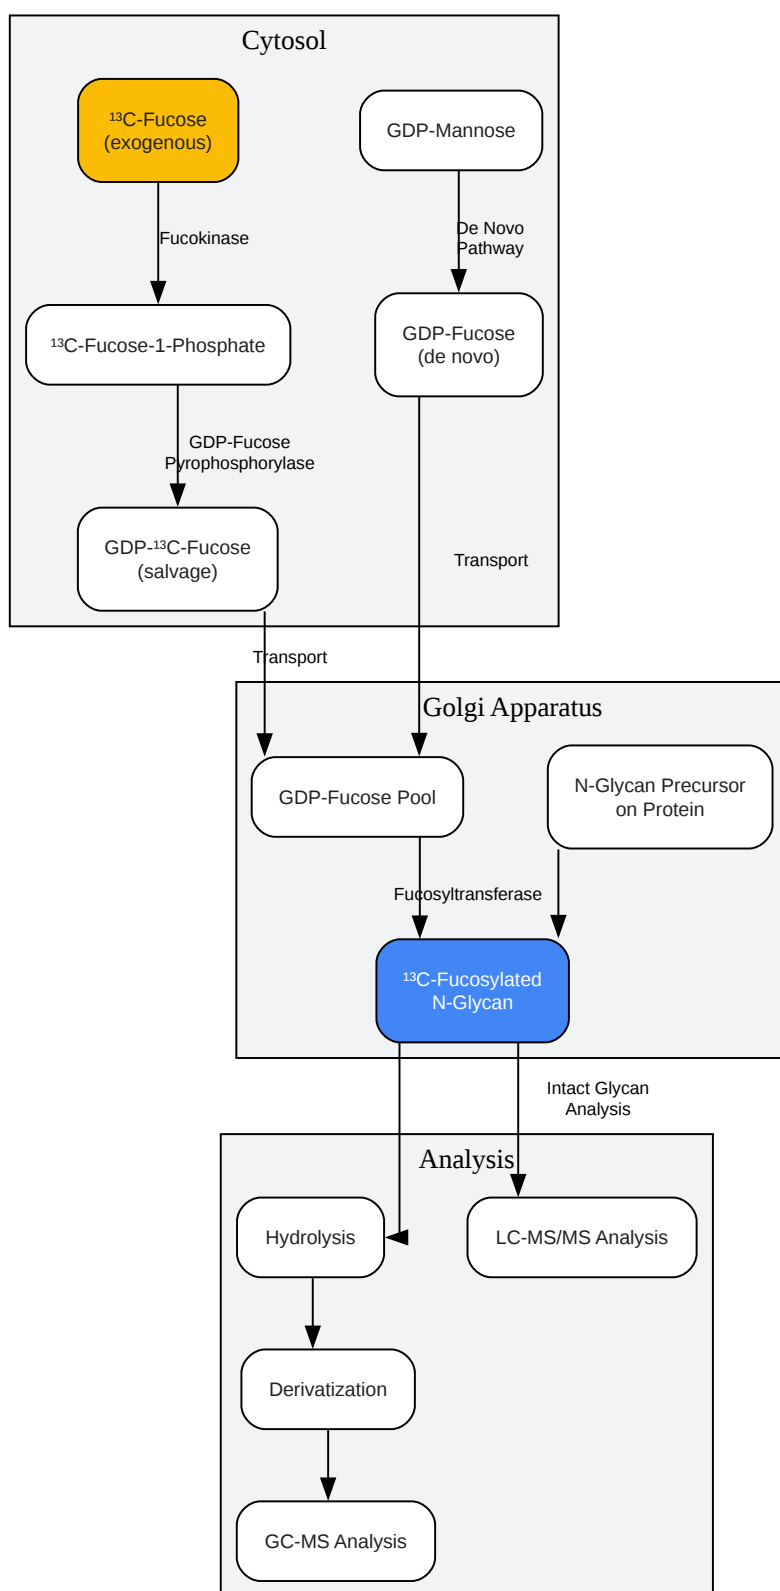 Cytosol
¹³C-Fucose
(exogenous)
GDP-Mannose
Fucokinase
De Novo
Pathway
¹³C-Fucose-1-Phosphate
GDP-Fucose
(de novo)
GDP-Fucose
Pyrophosphorylase
GDP-¹³C-Fucose
(salvage)
Transport
Transport
Golgi Apparatus
GDP-Fucose Pool
N-Glycan Precursor
on Protein
Fucosyltransferase
¹³C-Fucosylated
N-Glycan
Intact Glycan
Analysis
Analysis
Hydrolysis
LC-MS/MS Analysis
Derivatization
GC-MS Analysis